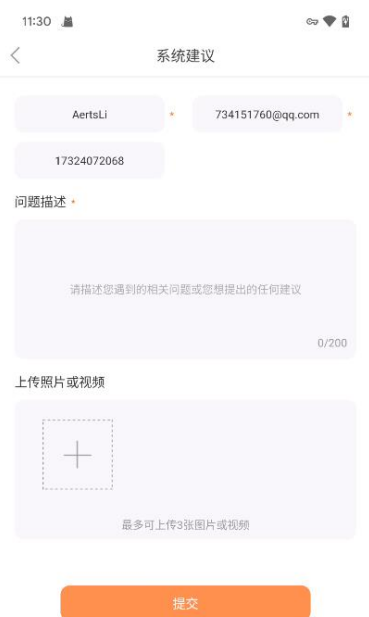 11:30
系统建议
AertsLi * 734151760@qq.com *
17324072068
问题描述 *
请描述您遇到的相关问题或您想提出的任何建议
0/200
上传照片或视频
最多可上传3张图片或视频
提交